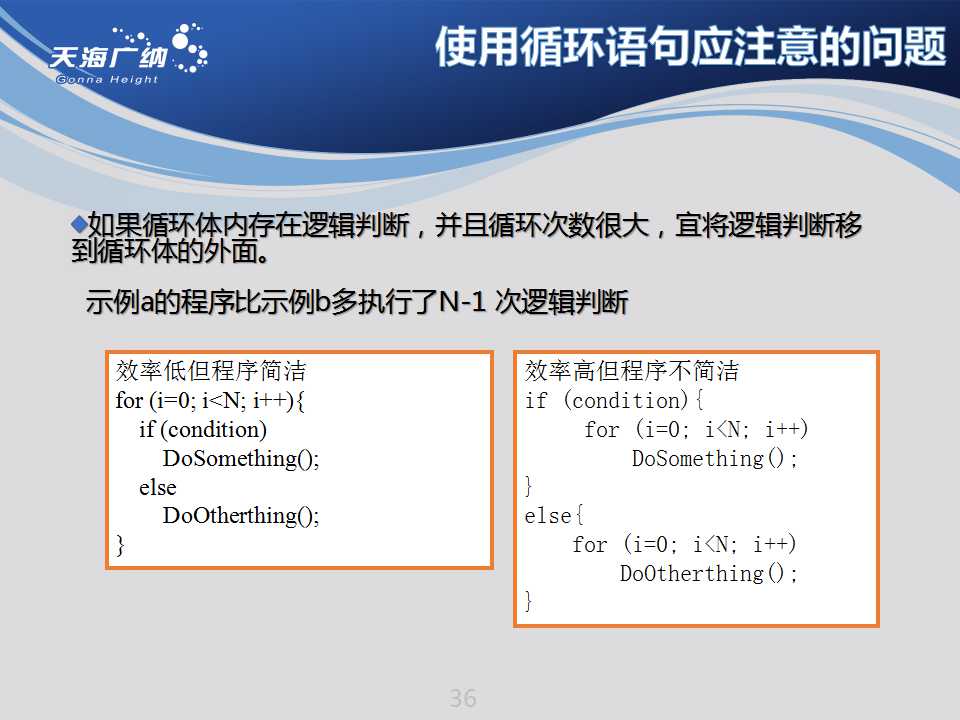 天海广纳
Gonna Height
使用循环语句应注意的问题
如果循环体内存在逻辑判断，并且循环次数很大，宜将逻辑判断移
到循环体的外面。
示例a的程序比示例b多执行了N-1 次逻辑判断
效率低但程序简洁
for (i=0; i<N; i++){
if (condition)
DoSomething();
else
DoOtherthing();
}
效率高但程序不简洁
if (condition){
for (i=0; i<N; i++)
DoSomething();
}
else{
for (i=0; i<N; i++)
DoOtherthing();
}
36